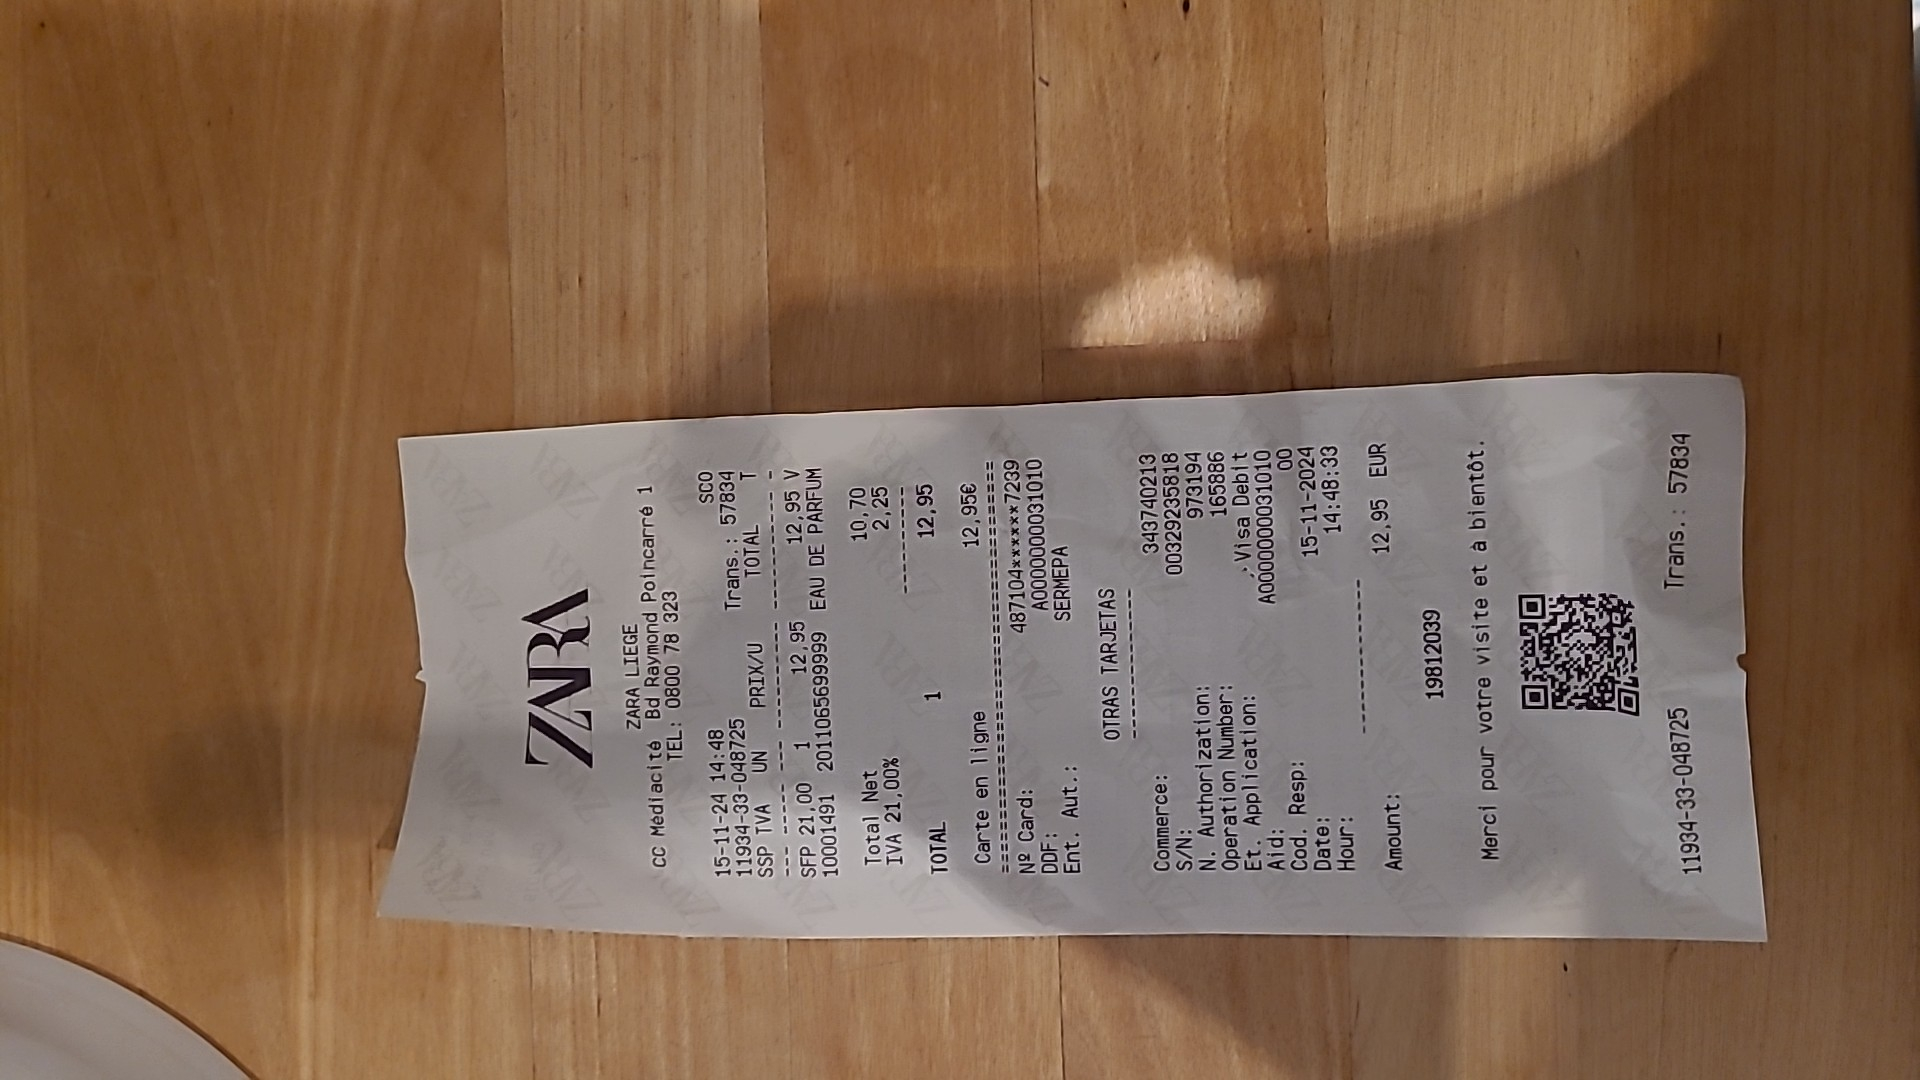 ZARA
ZARA LIEGE
CC Médiacité Bd Raymond Poincarré 1
TEL: 0800 78 323
SCO
15-11-24 14:48
11934-33-048725 Trans.: 57834
SSP TVA UN PRIX/U TOTAL T
--- ----- --- ---------- ---------- -
SFP 21,00 1 12,95 12,95 V
10001491 20110656999999 EAU DE PARFUM
Total Net 10,70
IVA 21,00% 2,25
----------
TOTAL 1 12,95
Carte en ligne 12,95€
======================================
Nº Card: 487104******7239
DDF: A0000000031010
Ent. Aut.: SERMEPA
OTRAS TARJETAS
--------------
Commerce: 343740213
S/N: 00329235818
N. Authorization: 973194
Operation Number: 165886
Et. Application: .·Visa Debit
Aid: A0000000031010
Cod. Resp: 00
Date: 15-11-2024
Hour: 14:48:33
--------------
Amount: 12,95 EUR
19812039
Merci pour votre visite et à bientôt.
11934-33-048725 Trans.: 57834